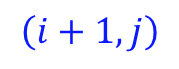 (i + 1, j)